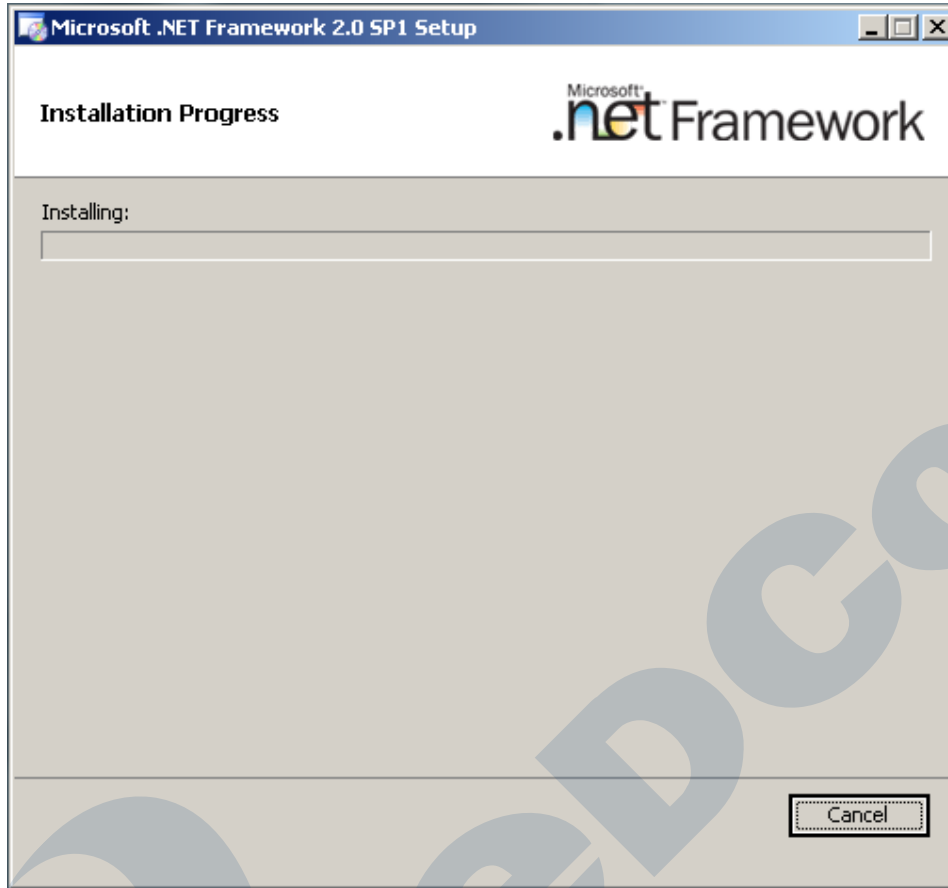 Microsoft .NET Framework 2.0 SP1 Setup
Installation Progress
Microsoft
.net Framework
Installing:
Cancel